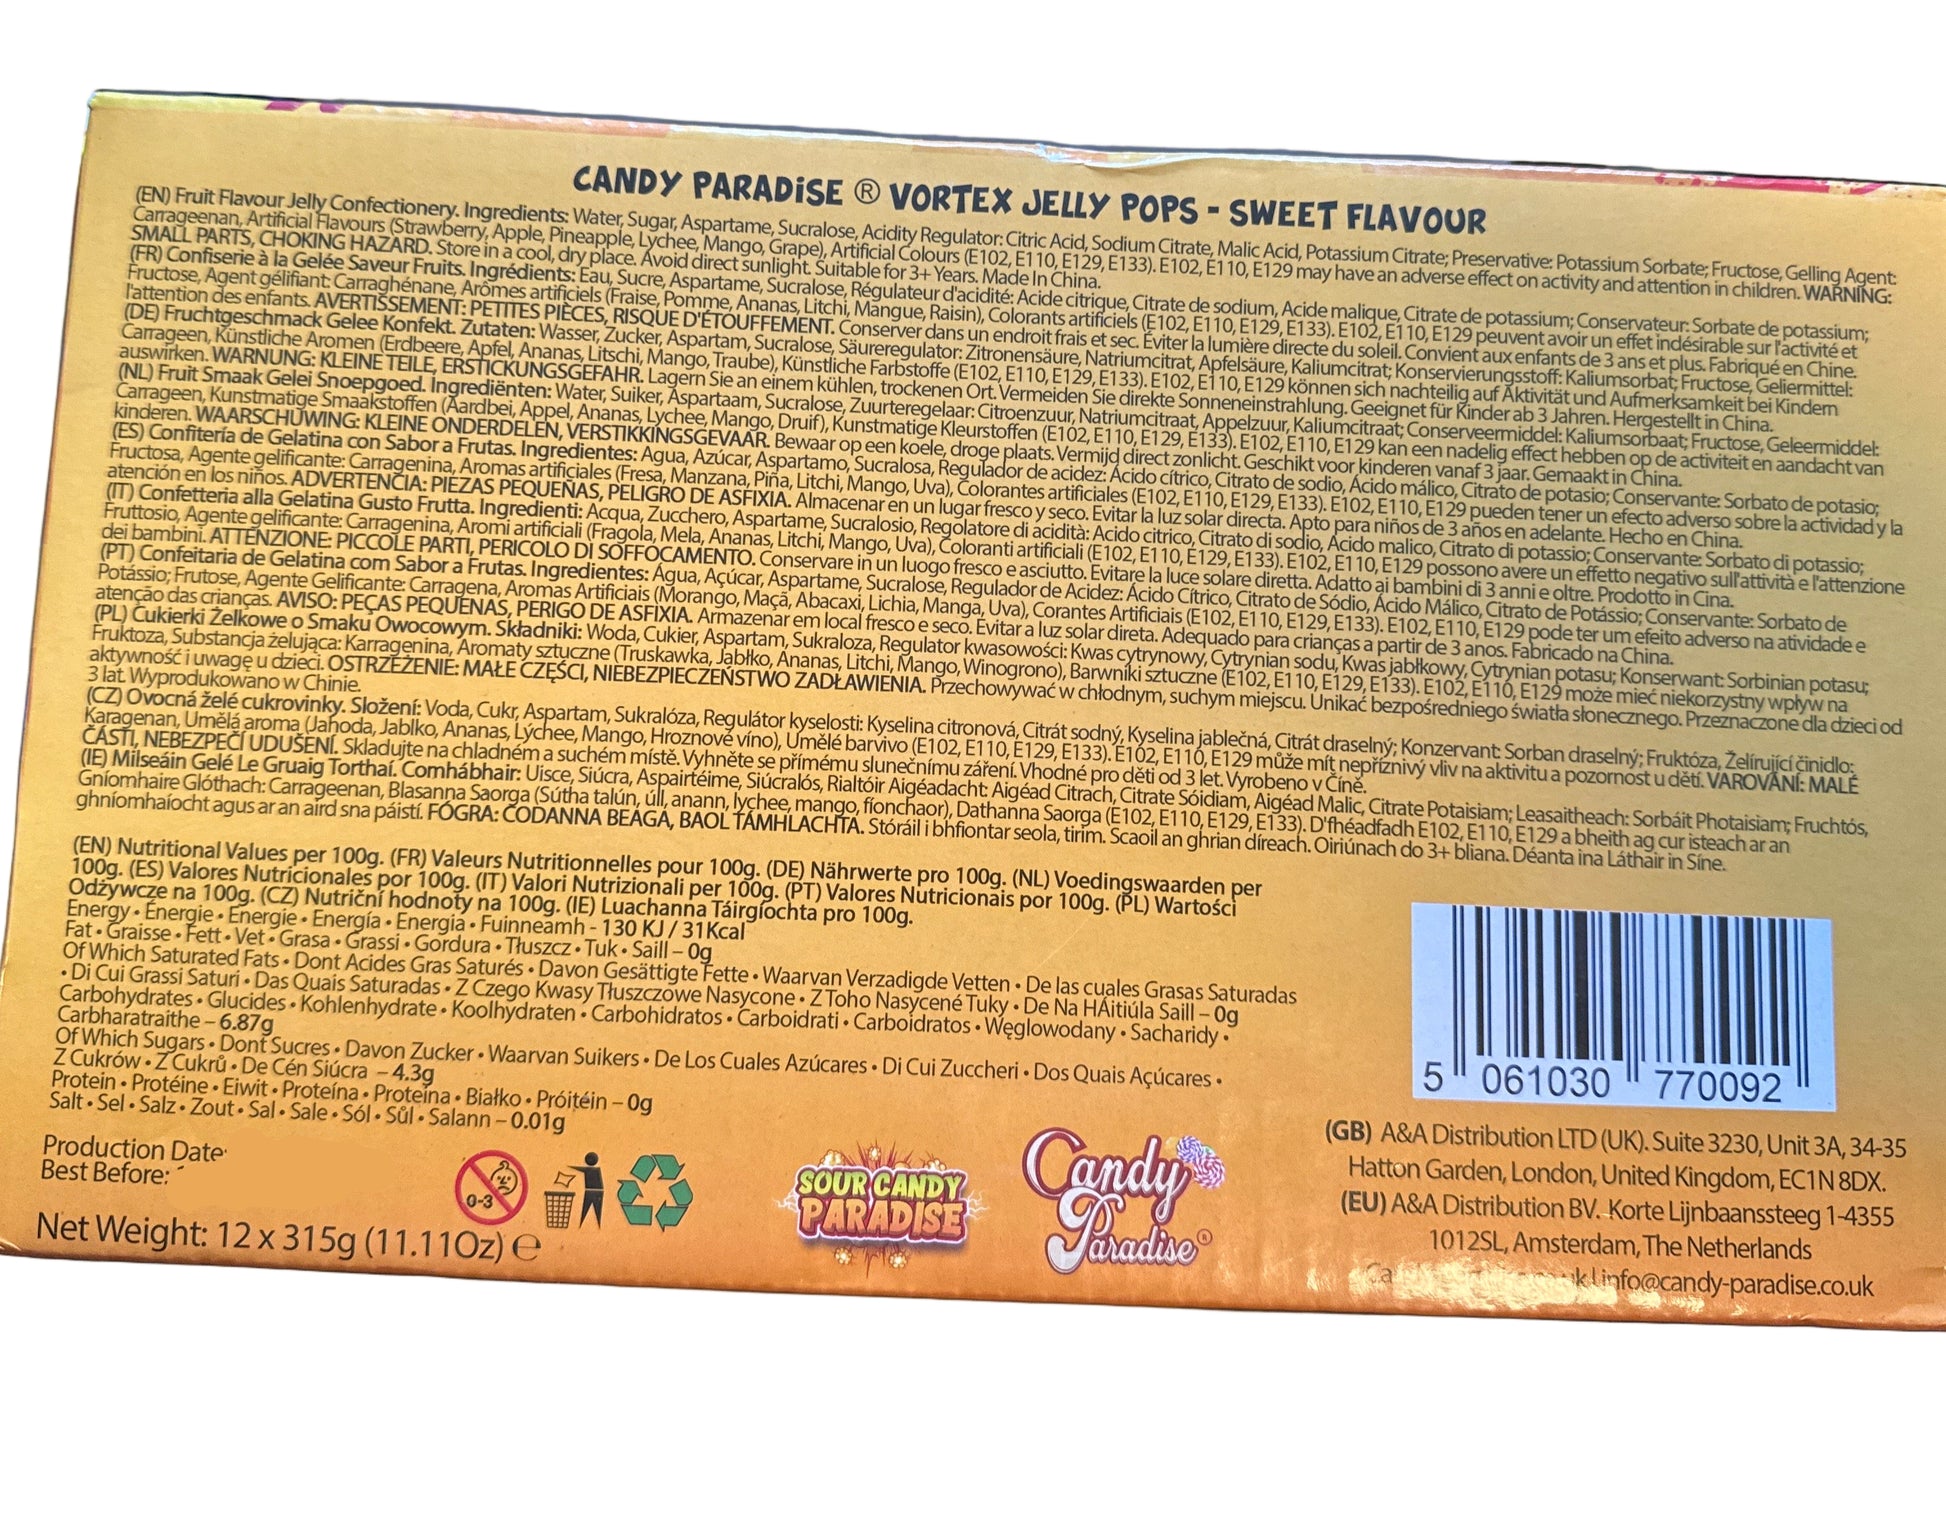 CANDY PARADiSE ® VORTEX JELLY POPS - SWEET FLAVOUR
(EN) Fruit Flavour Jelly Confectionery. Ingredients: Water, Sugar, Aspartame, Sucralose, Acidity Regulator: Citric Acid, Sodium Citrate, Malic Acid, Potassium Citrate; Preservative: Potassium Sorbate; Fructose, Gelling Agent:
Carrageenan, Artificial Flavours (Strawberry, Apple, Pineapple, Lychee, Mango, Grape), Artificial Colours (E102, E110, E129, E133). E102, E110, E129 may have an adverse effect on activity and attention in children. WARNING:
SMALL PARTS, CHOKING HAZARD. Store in a cool, dry place. Avoid direct sunlight. Suitable for 3+ Years. Made In China.
(FR) Confiserie à la Gelée Saveur Fruits. Ingrédients: Eau, Sucre, Aspartame, Sucralose, Régulateur d'acidité: Acide citrique, Citrate de sodium, Acide malique, Citrate de potassium; Conservateur: Sorbate de potassium;
Fructose, Agent gélifiant: Carraghénane, Arômes artificiels (Fraise, Pomme, Ananas, Litchi, Mangue, Raisin), Colorants artificiels (E102, E110, E129, E133). E102, E110, E129 peuvent avoir un effet indésirable sur l'activité et
l'attention des enfants. AVERTISSEMENT: PETITES PIÈCES, RISQUE D'ÉTOUFFEMENT. Conserver dans un endroit frais et sec. Éviter la lumière directe du soleil. Convient aux enfants de 3 ans et plus. Fabriqué en Chine.
(DE) Fruchtgeschmack Gelee Konfekt. Zutaten: Wasser, Zucker, Aspartam, Sucralose, Säureregulator: Zitronensäure, Natriumcitrat, Apfelsäure, Kaliumcitrat; Konservierungsstoff: Kaliumsorbat; Fructose, Geliermittel:
Carrageen, Künstliche Aromen (Erdbeere, Apfel, Ananas, Litschi, Mango, Traube), Künstliche Farbstoffe (E102, E110, E129, E133). E102, E110, E129 können sich nachteilig auf Aktivität und Aufmerksamkeit bei Kindern
auswirken. WARNUNG: KLEINE TEILE, ERSTICKUNGSGEFAHR. Lagern Sie an einem kühlen, trockenen Ort. Vermeiden Sie direkte Sonneneinstrahlung. Geeignet für Kinder ab 3 Jahren. Hergestellt in China.
(NL) Fruit Smaak Gelei Snoepgoed. Ingrediënten: Water, Suiker, Aspartaam, Sucralose, Zuurteregelaar: Citroenzuur, Natriumcitraat, Appelzuur, Kaliumcitraat; Conserveermiddel: Kaliumsorbaat; Fructose, Geleermiddel:
Carrageen, Kunstmatige Smaakstoffen (Aardbei, Appel, Ananas, Lychee, Mango, Druif), Kunstmatige Kleurstoffen (E102, E110, E129, E133). E102, E110, E129 kan een nadelig effect hebben op de activiteit en aandacht van
kinderen. WAARSCHUWING: KLEINE ONDERDELEN, VERSTIKKINGSGEVAAR. Bewaar op een koele, droge plaats. Vermijd direct zonlicht. Geschikt voor kinderen vanaf 3 jaar. Gemaakt in China.
(ES) Confitería de Gelatina con Sabor a Frutas. Ingredientes: Agua, Azúcar, Aspartamo, Sucralosa, Regulador de acidez: Ácido cítrico, Citrato de sodio, Ácido málico, Citrato de potasio; Conservante: Sorbato de potasio;
Fructosa, Agente gelificante: Carragenina, Aromas artificiales (Fresa, Manzana, Piña, Litchi, Mango, Uva), Colorantes artificiales (E102, E110, E129, E133). E102, E110, E129 pueden tener un efecto adverso sobre la actividad y la
atención en los niños. ADVERTENCIA: PIEZAS PEQUEÑAS, PELIGRO DE ASFIXIA. Almacenar en un lugar fresco y seco. Evitar la luz solar directa. Apto para niños de 3 años en adelante. Hecho en China.
(IT) Confetteria alla Gelatina Gusto Frutta. Ingredienti: Acqua, Zucchero, Aspartame, Sucralosio, Regolatore di acidità: Acido citrico, Citrato di sodio, Acido malico, Citrato di potassio; Conservante: Sorbato di potassio;
Fruttosio, Agente gelificante: Carragenina, Aromi artificiali (Fragola, Mela, Ananas, Litchi, Mango, Uva), Coloranti artificiali (E102, E110, E129, E133). E102, E110, E129 possono avere un effetto negativo sull'attività e l'attenzione
dei bambini. ATTENZIONE: PICCOLE PARTI, PERICOLO DI SOFFOCAMENTO. Conservare in un luogo fresco e asciutto. Evitare la luce solare diretta. Adatto ai bambini di 3 anni e oltre. Prodotto in Cina.
(PT) Confeitaria de Gelatina com Sabor a Frutas. Ingredientes: Água, Açúcar, Aspartame, Sucralose, Regulador de Acidez: Ácido Cítrico, Citrato de Sódio, Ácido Málico, Citrato de Potássio; Conservante: Sorbato de
Potássio; Frutose, Agente Gelificante: Carragena, Aromas Artificiais (Morango, Maçã, Abacaxi, Lichia, Manga, Uva), Corantes Artificiais (E102, E110, E129, E133). E102, E110, E129 pode ter um efeito adverso na atividade e
atenção das crianças. AVISO: PEÇAS PEQUENAS, PERIGO DE ASFIXIA. Armazenar em local fresco e seco. Evitar a luz solar direta. Adequado para crianças a partir de 3 anos. Fabricado na China.
(PL) Cukierki Żelkowe o Smaku Owocowym. Składniki: Woda, Cukier, Aspartam, Sukraloza, Regulator kwasowości: Kwas cytrynowy, Cytrynian sodu, Kwas jabłkowy, Cytrynian potasu; Konserwant: Sorbinian potasu;
Fruktoza, Substancja żelująca: Karragenina, Aromaty sztuczne (Truskawka, Jabłko, Ananas, Litchi, Mango, Winogrono), Barwniki sztuczne (E102, E110, E129, E133). E102, E110, E129 może mieć niekorzystny wpływ na
aktywność i uwagę u dzieci. OSTRZEŻENIE: MAŁE CZĘŚCI, NIEBEZPIECZEŃSTWO ZADŁAWIENIA. Przechowywać w chłodnym, suchym miejscu. Unikać bezpośredniego światła słonecznego. Przeznaczone dla dzieci od
3 lat. Wyprodukowano w Chinie.
(CZ) Ovocná želé cukrovinky. Složení: Voda, Cukr, Aspartam, Sukralóza, Regulátor kyselosti: Kyselina citronová, Citrát sodný, Kyselina jablečná, Citrát draselný; Konzervant: Sorban draselný; Fruktóza, Želírující činidlo:
Karagenan, Umělá aroma (Jahoda, Jablko, Ananas, Lýchee, Mango, Hroznové víno), Umělé barvivo (E102, E110, E129, E133). E102, E110, E129 může mít nepříznivý vliv na aktivitu a pozornost u dětí. VAROVÁNÍ: MALÉ
ČÁSTI, NEBEZPEČÍ UDUŠENÍ. Skladujte na chladném a suchém místě. Vyhněte se přímému slunečnímu záření. Vhodné pro děti od 3 let. Vyrobeno v Číně.
(IE) Milseáin Gelé Le Gruaig Torthaí. Comhábhair: Uisce, Siúcra, Aspairtéime, Siúcralós, Rialtóir Aigéadacht: Aigéad Citrach, Citrate Sóidiam, Aigéad Malic, Citrate Potaisiam; Leasaitheach: Sorbáit Photaisiam; Fruchtós,
Gníomhaire Glóthach: Carrageenan, Blasanna Saorga (Sútha talún, úll, anann, lychee, mango, fíonchaor), Dathanna Saorga (E102, E110, E129, E133). D'fhéadfadh E102, E110, E129 a bheith ag cur isteach ar an
ghníomhaíocht agus ar an aird sna páistí. FÓGRA: CODANNA BEAGA, BAOL TÁMHLACHTA. Stóráil i bhfiontar seola, tirim. Scaoil an ghrian díreach. Oiriúnach do 3+ bliana. Déanta ina Láthair in Síne.
(EN) Nutritional Values per 100g. (FR) Valeurs Nutritionnelles pour 100g. (DE) Nährwerte pro 100g. (NL) Voedingswaarden per
100g. (ES) Valores Nutricionales por 100g. (IT) Valori Nutrizionali per 100g. (PT) Valores Nutricionais por 100g. (PL) Wartości
Odżywcze na 100g. (CZ) Nutriční hodnoty na 100g. (IE) Luachanna Táirgíochta pro 100g.
Energy • Énergie • Energie • Energía • Energia • Fuinneamh - 130 KJ / 31Kcal
Fat • Graisse • Fett • Vet • Grasa • Grassi • Gordura • Tłuszcz • Tuk • Saill – 0g
Of Which Saturated Fats • Dont Acides Gras Saturés • Davon Gesättigte Fette • Waarvan Verzadigde Vetten • De las cuales Grasas Saturadas
• Di Cui Grassi Saturi • Das Quais Saturadas • Z Czego Kwasy Tłuszczowe Nasycone • Z Toho Nasycené Tuky • De Na HÁitiúla Saill – 0g
Carbohydrates • Glucides • Kohlenhydrate • Koolhydraten • Carbohidratos • Carboidrati • Carboidratos • Węglowodany • Sacharidy •
Carbharatraithe – 6.87g
Of Which Sugars • Dont Sucres • Davon Zucker • Waarvan Suikers • De Los Cuales Azúcares • Di Cui Zuccheri • Dos Quais Açúcares •
Z Cukrów • Z Cukrů • De Cén Siúcra – 4.3g
Protein • Protéine • Eiwit • Proteína • Proteína • Białko • Próitéin – 0g
Salt • Sel • Salz • Zout • Sal • Sale • Sól • Sůl • Salann – 0.01g
5 061030 770092
Production Date:
Best Before:
0-3
Net Weight: 12 x 315g (11.11Oz) ℮
SOUR CANDY
PARADISE
Candy
Paradise®
(GB) A&A Distribution LTD (UK). Suite 3230, Unit 3A, 34-35
Hatton Garden, London, United Kingdom, EC1N 8DX.
(EU) A&A Distribution BV. Korte Lijnbaanssteeg 1-4355
1012SL, Amsterdam, The Netherlands
info@candy-paradise.co.uk